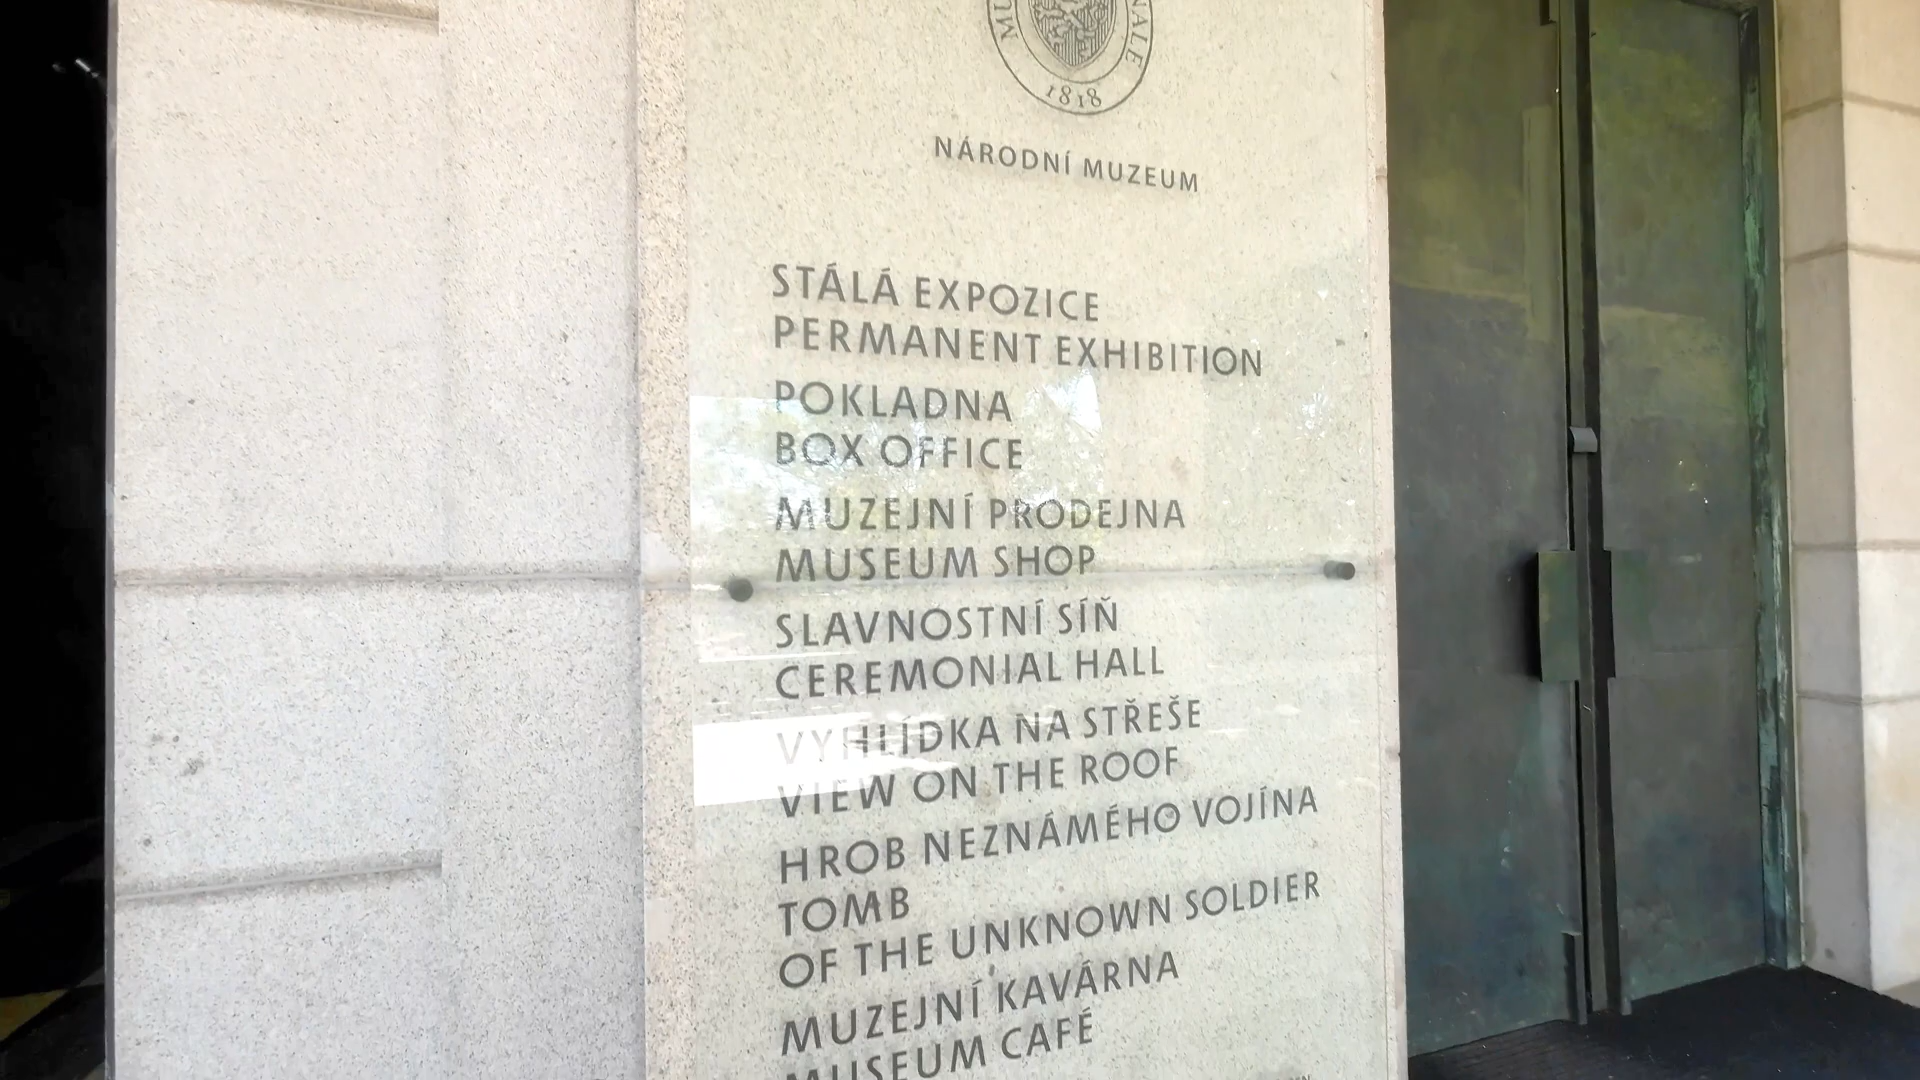 1818
NÁRODNÍ MUZEUM
STÁLÁ EXPOZICE
PERMANENT EXHIBITION
POKLADNA
BOX OFFICE
MUZEJNÍ PRODEJNA
MUSEUM SHOP
SLAVNOSTNÍ SÍŇ
CEREMONIAL HALL
VYHLÍDKA NA STŘEŠE
VIEW ON THE ROOF
HROB NEZNÁMÉHO VOJÍNA
TOMB
OF THE UNKNOWN SOLDIER
MUZEJNÍ KAVÁRNA
MUSEUM CAFÉ